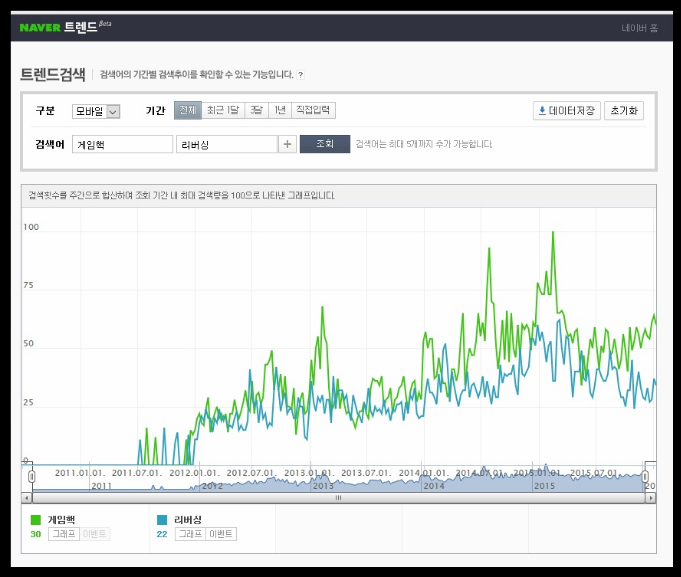 NAVER 트렌드 Beta
네이버 홈
트렌드검색 검색어의 기간별 검색추이를 확인할 수 있는 기능입니다. ?
구분 모바일 기간 전체 최근 1달 3달 1년 직접입력 데이터저장 초기화
검색어 게임핵 리버싱 + 조회 검색어는 최대 5개까지 추가 가능합니다.
검색횟수를 주간으로 합산하여 조회 기간 내 최대 검색량을 100으로 나타낸 그래프입니다.
100
75
50
25
0
2011.01.01. 2011.07.01. 2012.01.01. 2012.07.01. 2013.01.01. 2013.07.01. 2014.01.01. 2014.07.01. 2015.01.01. 2015.07.01.
2011 2012 2013 2014 2015
게임핵 리버싱
30 그래프 이벤트 22 그래프 이벤트